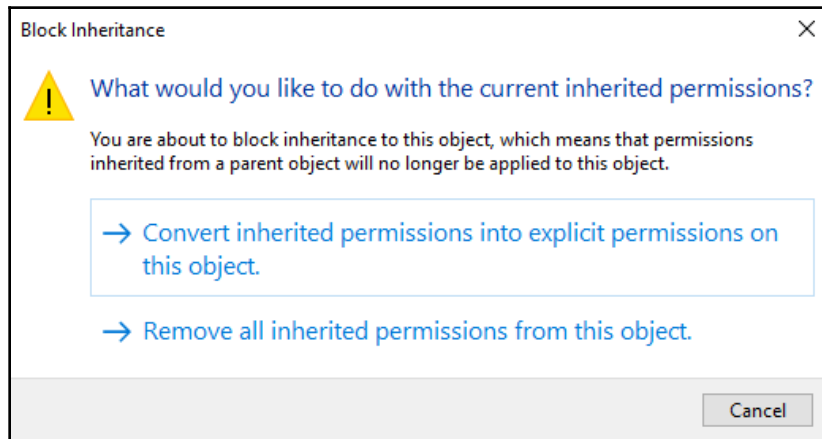 Block Inheritance
What would you like to do with the current inherited permissions?
You are about to block inheritance to this object, which means that permissions
inherited from a parent object will no longer be applied to this object.
Convert inherited permissions into explicit permissions on
this object.
Remove all inherited permissions from this object.
Cancel